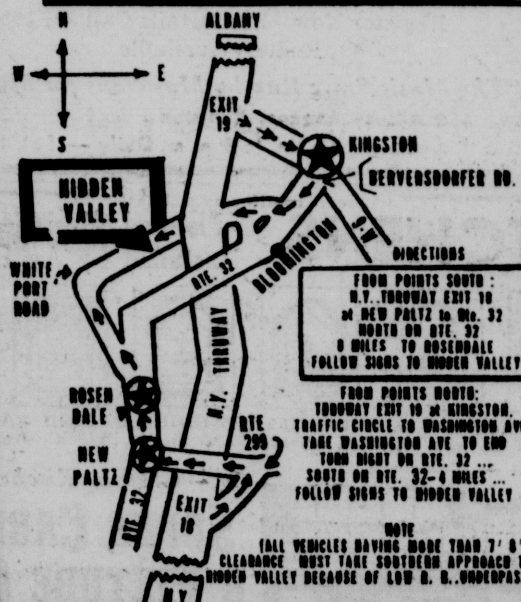 N
W E
S
ALBANY
EXIT
19
KINGSTON
BERVERSDORFER RD.
9-W
HIDDEN
VALLEY
WHITE
PORT
ROAD
RTE. 32
BLOOMINGTON
N.Y. THRUWAY
ROSEN
DALE
NEW
PALTZ
RTE
299
EXIT
18
RTE. 32
N.Y.
DIRECTIONS
FROM POINTS SOUTH :
N.Y. THRUWAY EXIT 18
at NEW PALTZ to Rte. 32
NORTH ON RTE. 32
8 MILES TO ROSENDALE
FOLLOW SIGNS TO HIDDEN VALLEY
FROM POINTS NORTH:
THRUWAY EXIT 19 at KINGSTON.
TRAFFIC CIRCLE TO WASHINGTON AVE
TAKE WASHINGTON AVE TO END
TURN RIGHT ON RTE. 32 ...
SOUTH ON RTE. 32-4 MILES ...
FOLLOW SIGNS TO HIDDEN VALLEY
NOTE
(ALL VEHICLES HAVING MORE THAN 7' 8"
CLEARANCE MUST TAKE SOUTHERN APPROACH
HIDDEN VALLEY BECAUSE OF LOW R. R. UNDERPAS